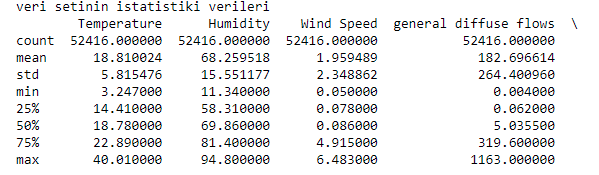 veri setinin istatistiki verileri
Temperature Humidity Wind Speed general diffuse flows \
count 52416.000000 52416.000000 52416.000000 52416.000000
mean 18.810024 68.259518 1.959489 182.696614
std 5.815476 15.551177 2.348862 264.400960
min 3.247000 11.340000 0.050000 0.004000
25% 14.410000 58.310000 0.078000 0.062000
50% 18.780000 69.860000 0.086000 5.035500
75% 22.890000 81.400000 4.915000 319.600000
max 40.010000 94.800000 6.483000 1163.000000